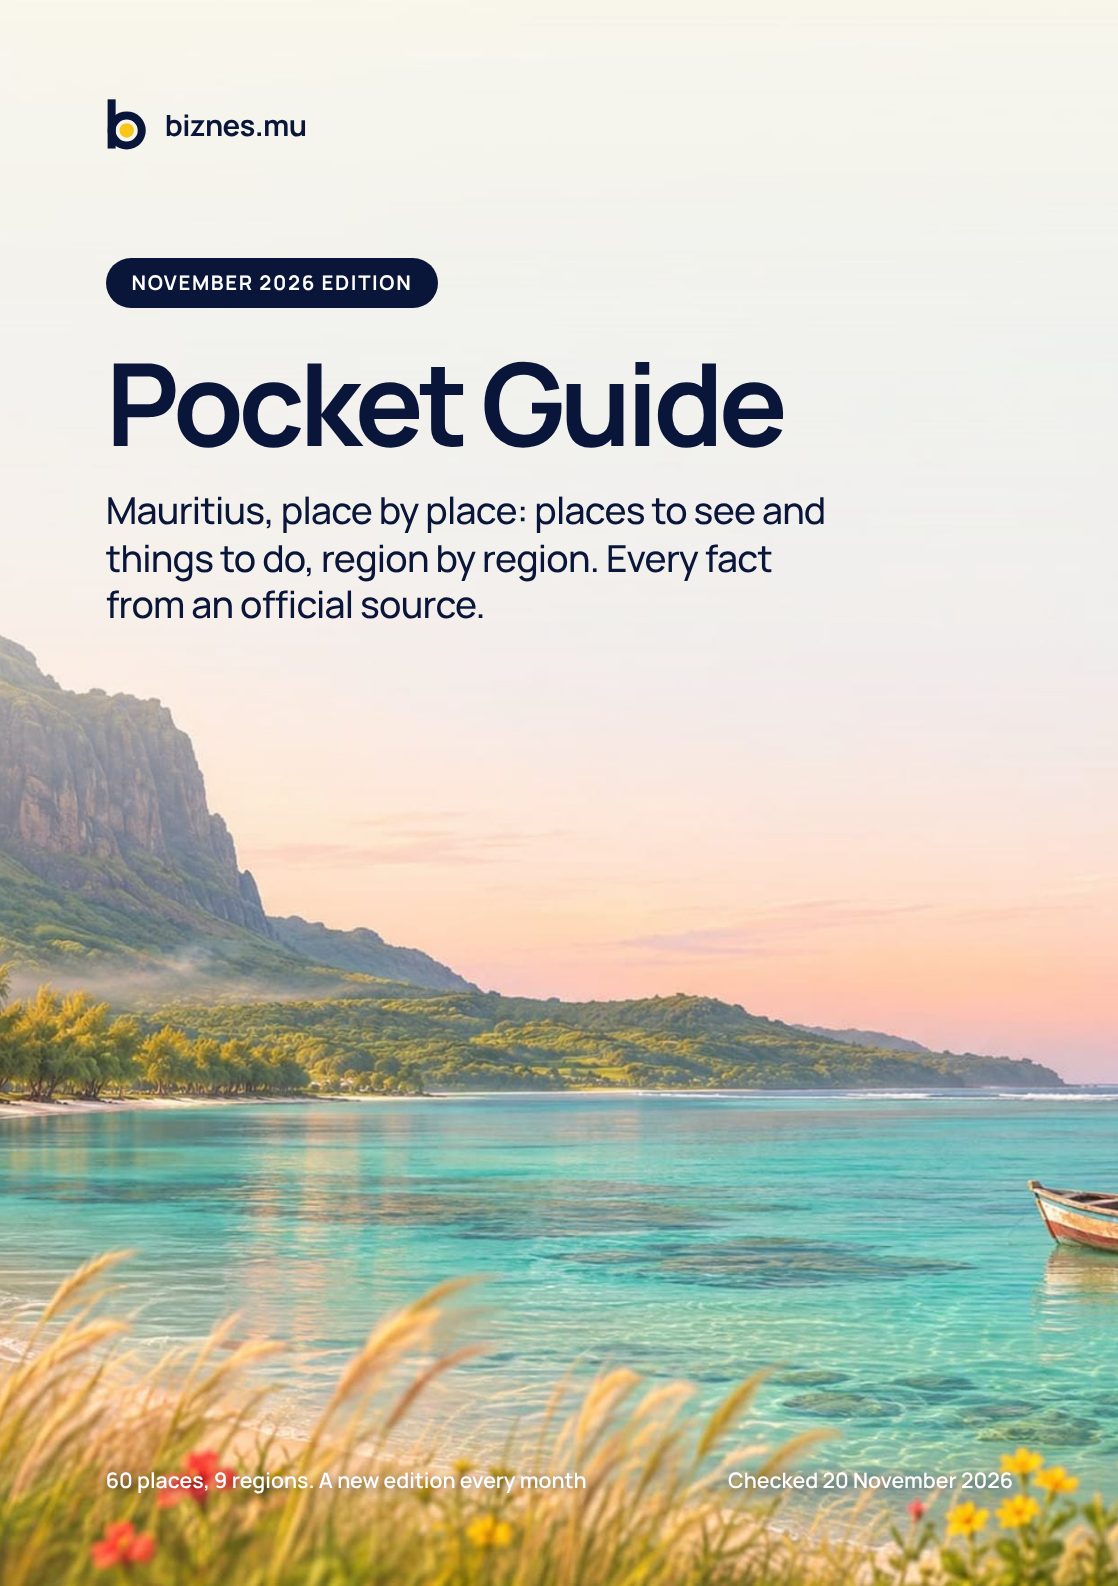 biznes.mu
NOVEMBER 2026 EDITION
Pocket Guide
Mauritius, place by place: places to see and
things to do, region by region. Every fact
from an official source.
60 places, 9 regions. A new edition every month
Checked 20 November 2026